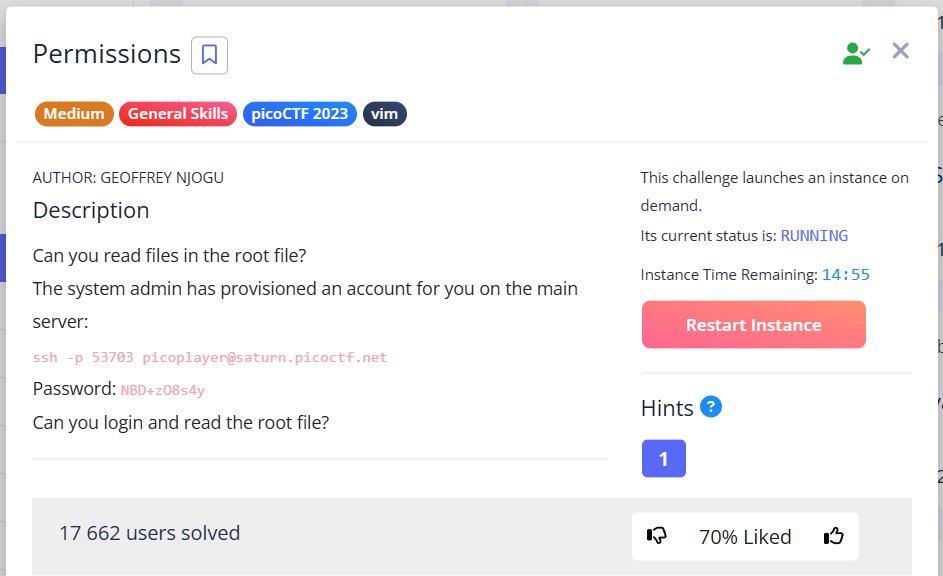 Permissions
Medium General Skills picoCTF 2023 vim
AUTHOR: GEOFFREY NJOGU
Description
Can you read files in the root file?
The system admin has provisioned an account for you on the main
server:
ssh -p 53703 picoplayer@saturn.picoctf.net
Password: NBD+zO8s4y
Can you login and read the root file?
This challenge launches an instance on
demand.
Its current status is: RUNNING
Instance Time Remaining: 14:55
Restart Instance
Hints ?
1
17 662 users solved
70% Liked